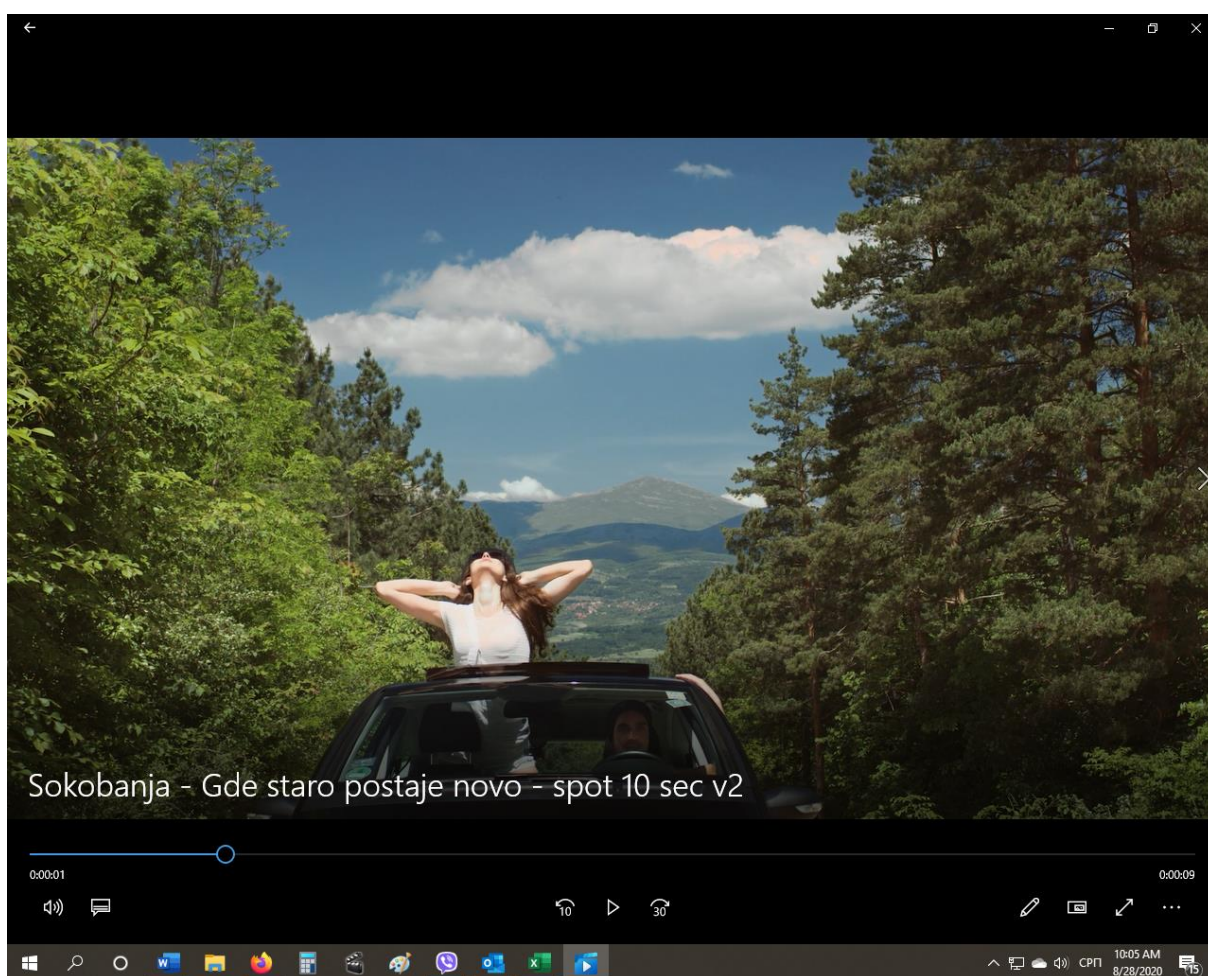 Sokobanja - Gde staro postaje novo - spot 10 sec v2
0:00:01
0:00:09
10
30
СРП
10:05 AM
8/28/2020
15